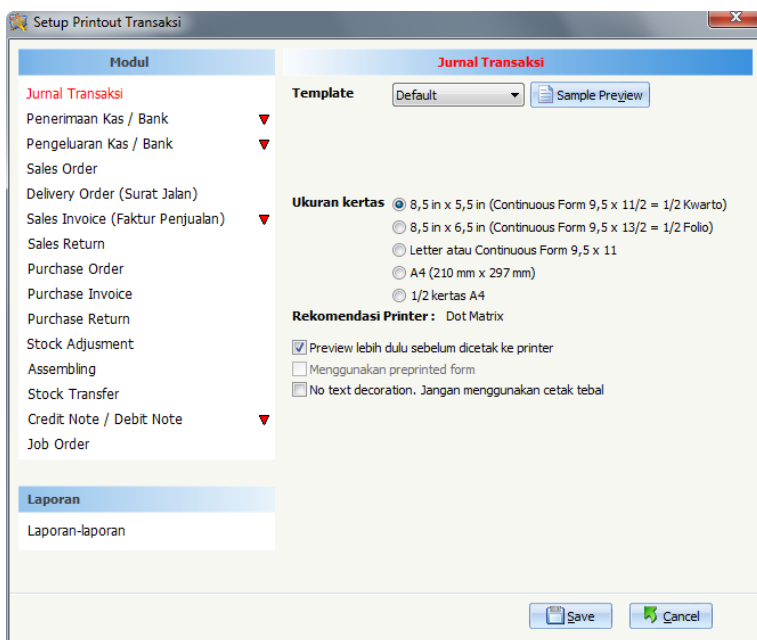 Setup Printout Transaksi
Modul
Jurnal Transaksi
Penerimaan Kas / Bank
Pengeluaran Kas / Bank
Sales Order
Delivery Order (Surat Jalan)
Sales Invoice (Faktur Penjualan)
Sales Return
Purchase Order
Purchase Invoice
Purchase Return
Stock Adjusment
Assembling
Stock Transfer
Credit Note / Debit Note
Job Order
Laporan
Laporan-laporan
Jurnal Transaksi
Template Default Sample Preview
Ukuran kertas 8,5 in x 5,5 in (Continuous Form 9,5 x 11/2 = 1/2 Kwarto)
8,5 in x 6,5 in (Continuous Form 9,5 x 13/2 = 1/2 Folio)
Letter atau Continuous Form 9,5 x 11
A4 (210 mm x 297 mm)
1/2 kertas A4
Rekomendasi Printer : Dot Matrix
Preview lebih dulu sebelum dicetak ke printer
Menggunakan preprinted form
No text decoration. Jangan menggunakan cetak tebal
Save Cancel